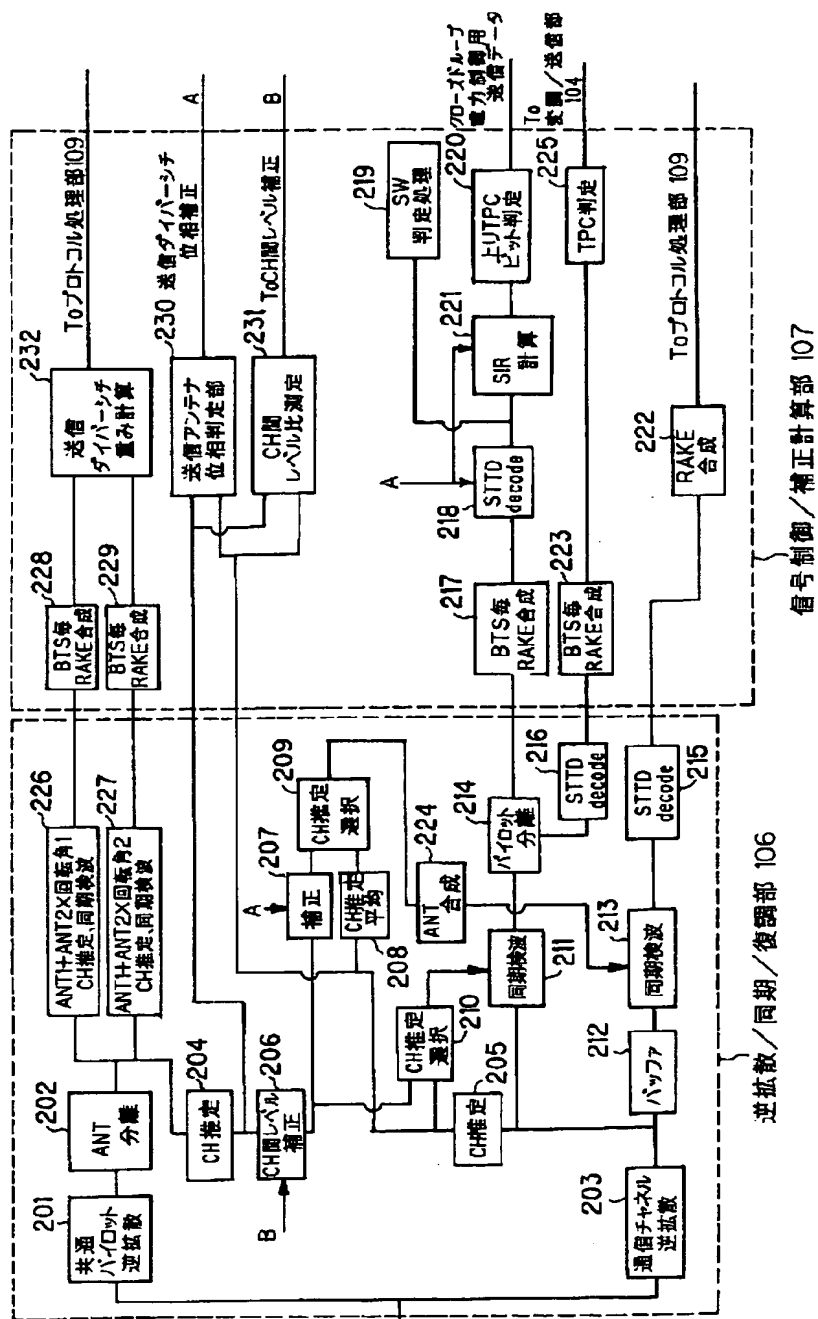 201
共通
パイロット
逆拡散
202
ANT
分離
226
ANT1+ANT2×回転角1
CH推定、同期検波
227
ANT1+ANT2×回転角2
CH推定、同期検波
204
CH推定
206
CH間レベル
補正
B
207
補正
A
208
CH推定
平均
209
CH推定
選択
210
CH推定
選択
205
CH推定
224
ANT
合成
211
同期検波
214
パイロット
分離
216
STTD
decode
203
通信チャネル
逆拡散
212
バッファ
213
同期検波
215
STTD
decode
逆拡散/同期/復調部 106
228
BTS毎
RAKE合成
229
BTS毎
RAKE合成
232
送信
ダイバーシチ
重み計算
Toプロトコル処理部109
230
送信アンテナ
位相判定部
送信ダイバーシチ
位相補正
A
231
CH間
レベル比測定
ToCH間レベル補正
B
217
BTS毎
RAKE合成
218
STTD
decode
A
219
SW
判定処理
221
SIR
計算
220
上りTPC
ビット判定
クローズドループ
電力制御用
送信データ
223
BTS毎
RAKE合成
225
TPC判定
To
変調/送信部
104
222
RAKE
合成
Toプロトコル処理部 109
信号制御/補正計算部 107